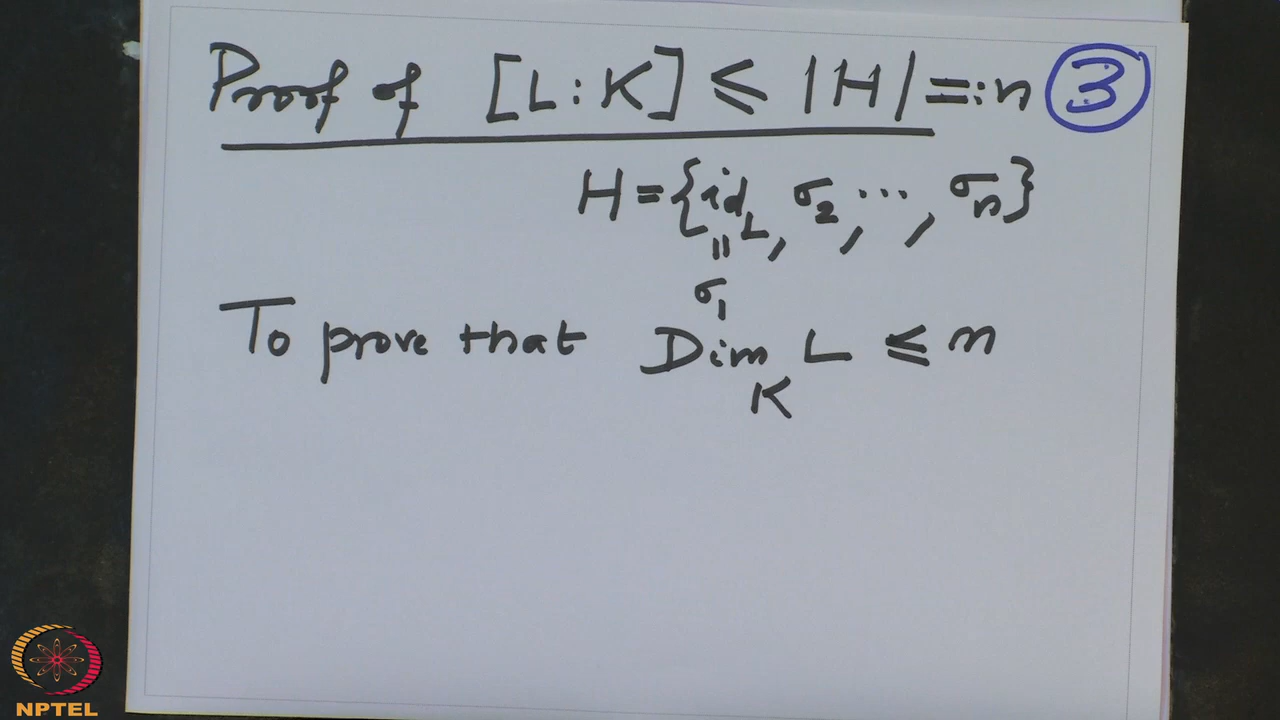 Proof of [L:K] ≤ |H| =: n ③
H = {id_L, σ_2, ..., σ_n}
||
σ_1
To prove that Dim_K L ≤ n
NPTEL